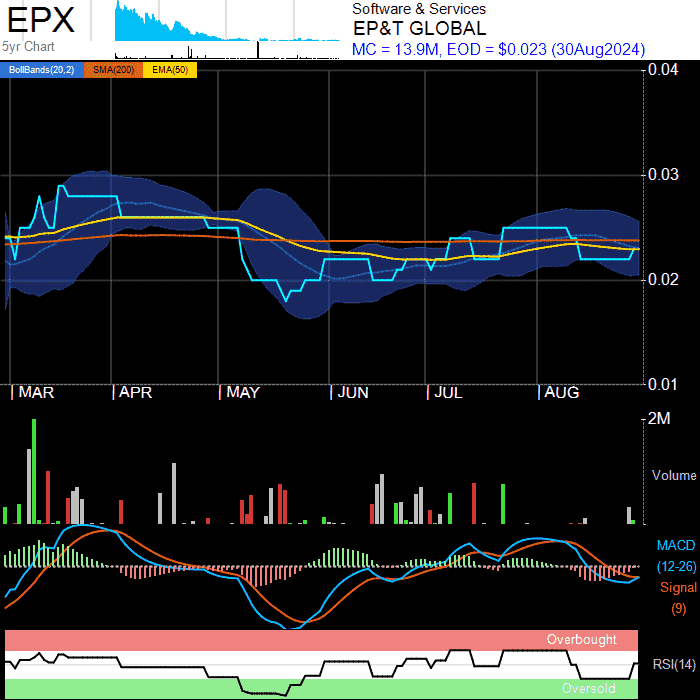 EPX
5yr Chart
Software & Services
EP&T GLOBAL
MC = 13.9M, EOD = $0.023 (30Aug2024)
BollBands(20,2) SMA(200) EMA(50)
0.04
0.03
0.02
0.01
| MAR | APR | MAY | JUN | JUL | AUG
2M
Volume
MACD
(12-26)
Signal
(9)
Overbought
RSI(14)
Oversold